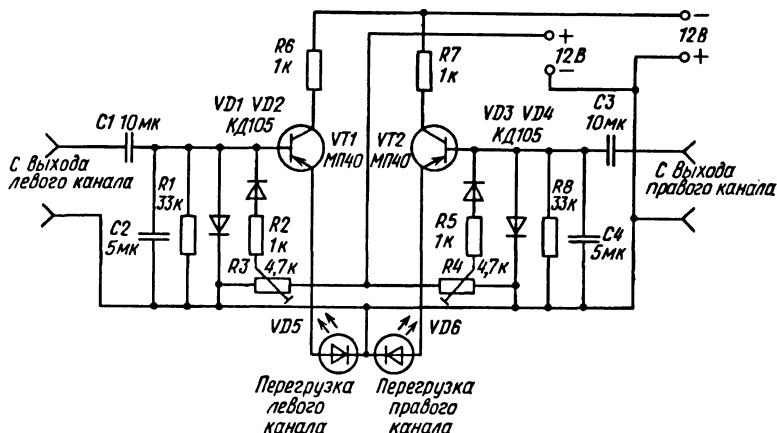 R6
1к
R7
1к
+
12В
−
−
12В
+
VD1 VD2
КД105
VD3 VD4
КД105
C1 10мк
C3
10мк
VT1
МП40
VT2
МП40
С выхода
левого канала
С выхода
правого канала
R1
33к
R2
1к
R5
1к
R8
33к
C2
5мк
C4
5мк
R3
4,7к
R4
4,7к
VD5
VD6
Перегрузка
левого
канала
Перегрузка
правого
канала